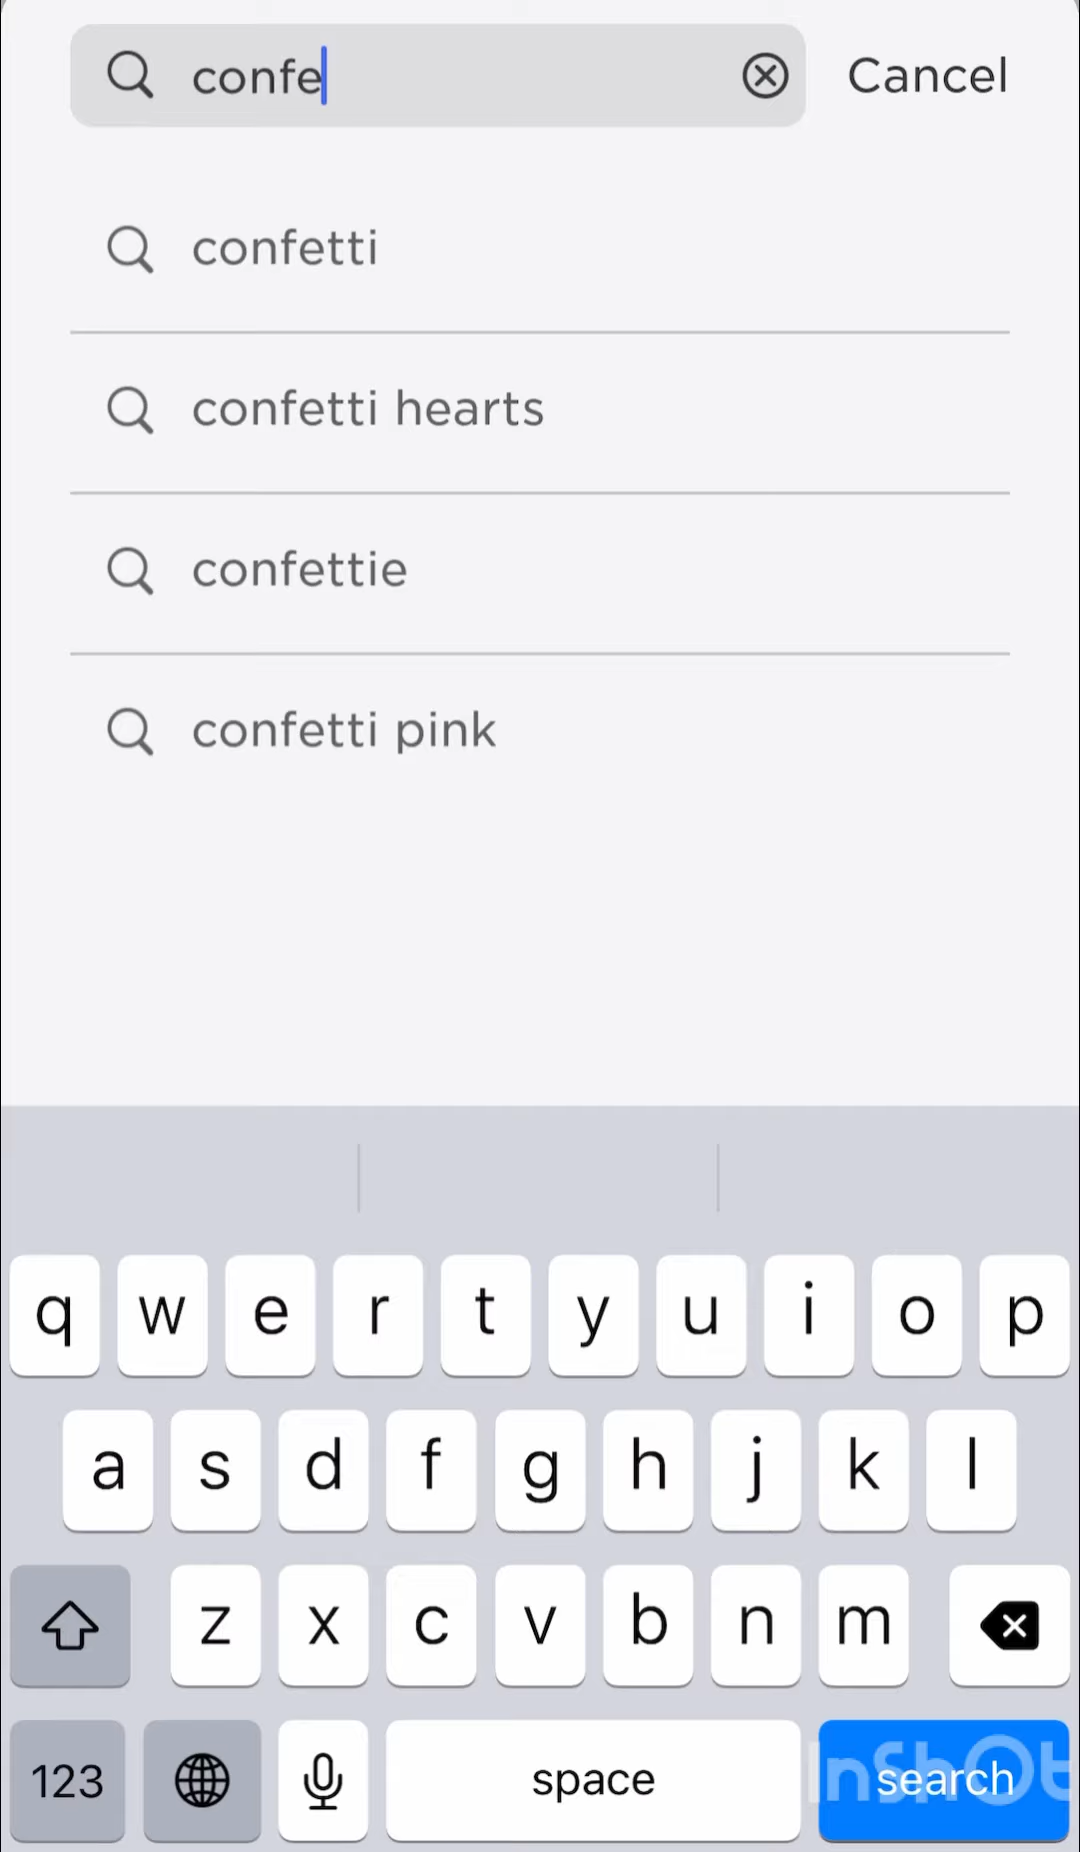 confe
Cancel
confetti
confetti hearts
confettie
confetti pink
q w e r t y u i o p
a s d f g h j k l
z x c v b n m
123 space search
InShOt